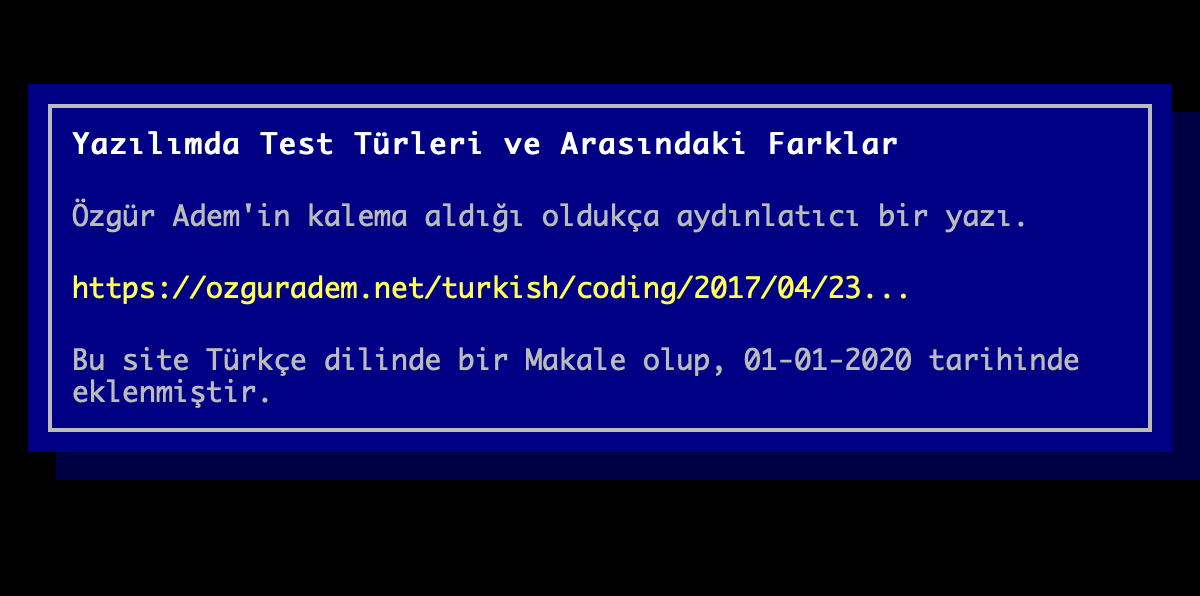 Yazılımda Test Türleri ve Arasındaki Farklar
Özgür Adem'in kalema aldığı oldukça aydınlatıcı bir yazı.
https://ozguradem.net/turkish/coding/2017/04/23...
Bu site Türkçe dilinde bir Makale olup, 01-01-2020 tarihinde
eklenmiştir.